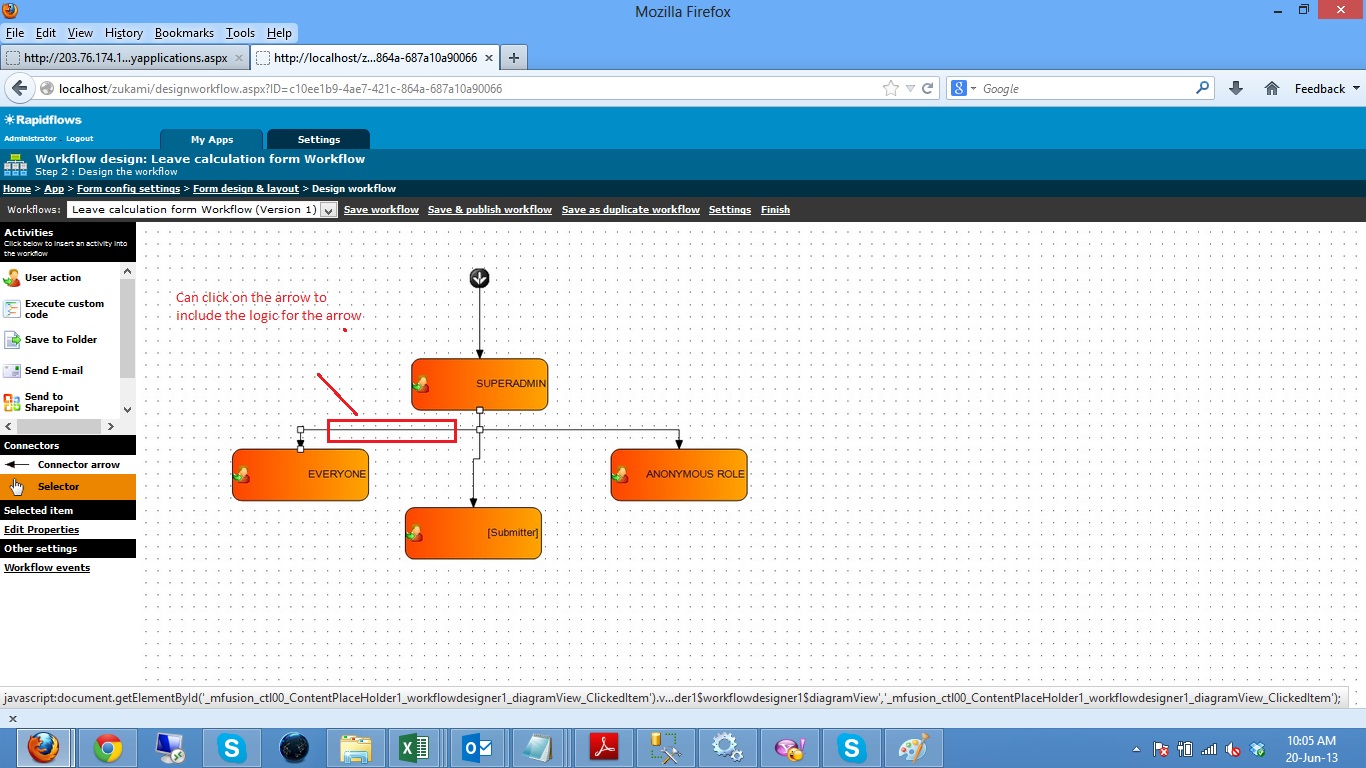 Mozilla Firefox
File Edit View History Bookmarks Tools Help
http://203.76.174.1...yapplications.aspx
http://localhost/z...864a-687a10a90066
localhost/zukami/designworkflow.aspx?ID=c10ee1b9-4ae7-421c-864a-687a10a90066
Google
Feedback
Rapidflows
Administrator Logout
My Apps
Settings
Workflow design: Leave calculation form Workflow
Step 2 : Design the workflow
Home > App > Form config settings > Form design & layout > Design workflow
Workflows: Leave calculation form Workflow (Version 1) Save workflow Save & publish workflow Save as duplicate workflow Settings Finish
Activities
Click below to insert an activity into
the workflow
User action
Execute custom
code
Save to Folder
Send E-mail
Send to
Sharepoint
Connectors
Connector arrow
Selector
Selected item
Edit Properties
Other settings
Workflow events
Can click on the arrow to
include the logic for the arrow
SUPERADMIN
EVERYONE
ANONYMOUS ROLE
[Submitter]
javascript:document.getElementById('_mfusion_ctl00_ContentPlaceHolder1_workflowdesigner1_diagramView_ClickedItem').v...der1$workflowdesigner1$diagramView','_mfusion_ctl00_ContentPlaceHolder1_workflowdesigner1_diagramView_ClickedItem');
10:05 AM
20-Jun-13